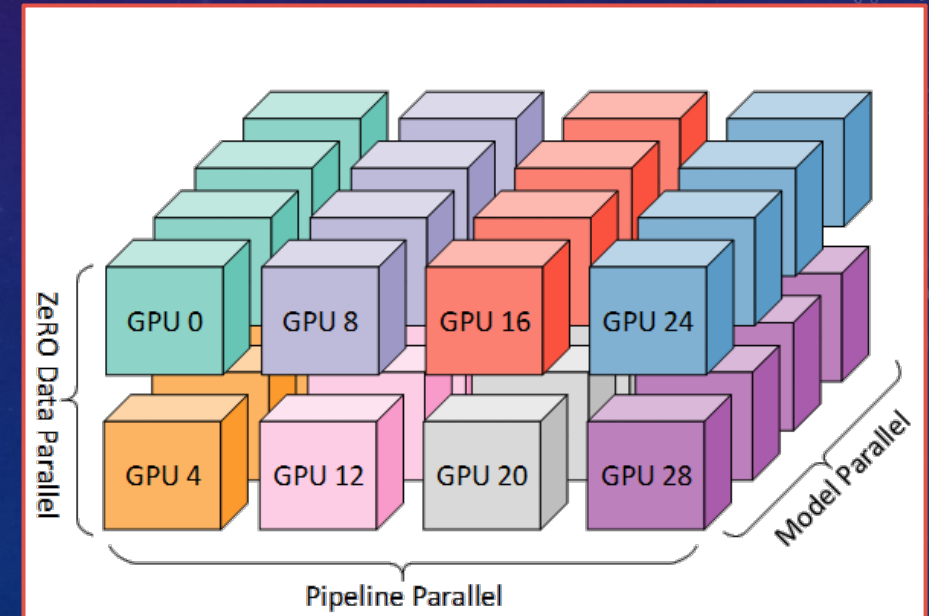 GPU 0
GPU 8
GPU 16
GPU 24
ZeRO Data Parallel
GPU 4
GPU 12
GPU 20
GPU 28
Model Parallel
Pipeline Parallel